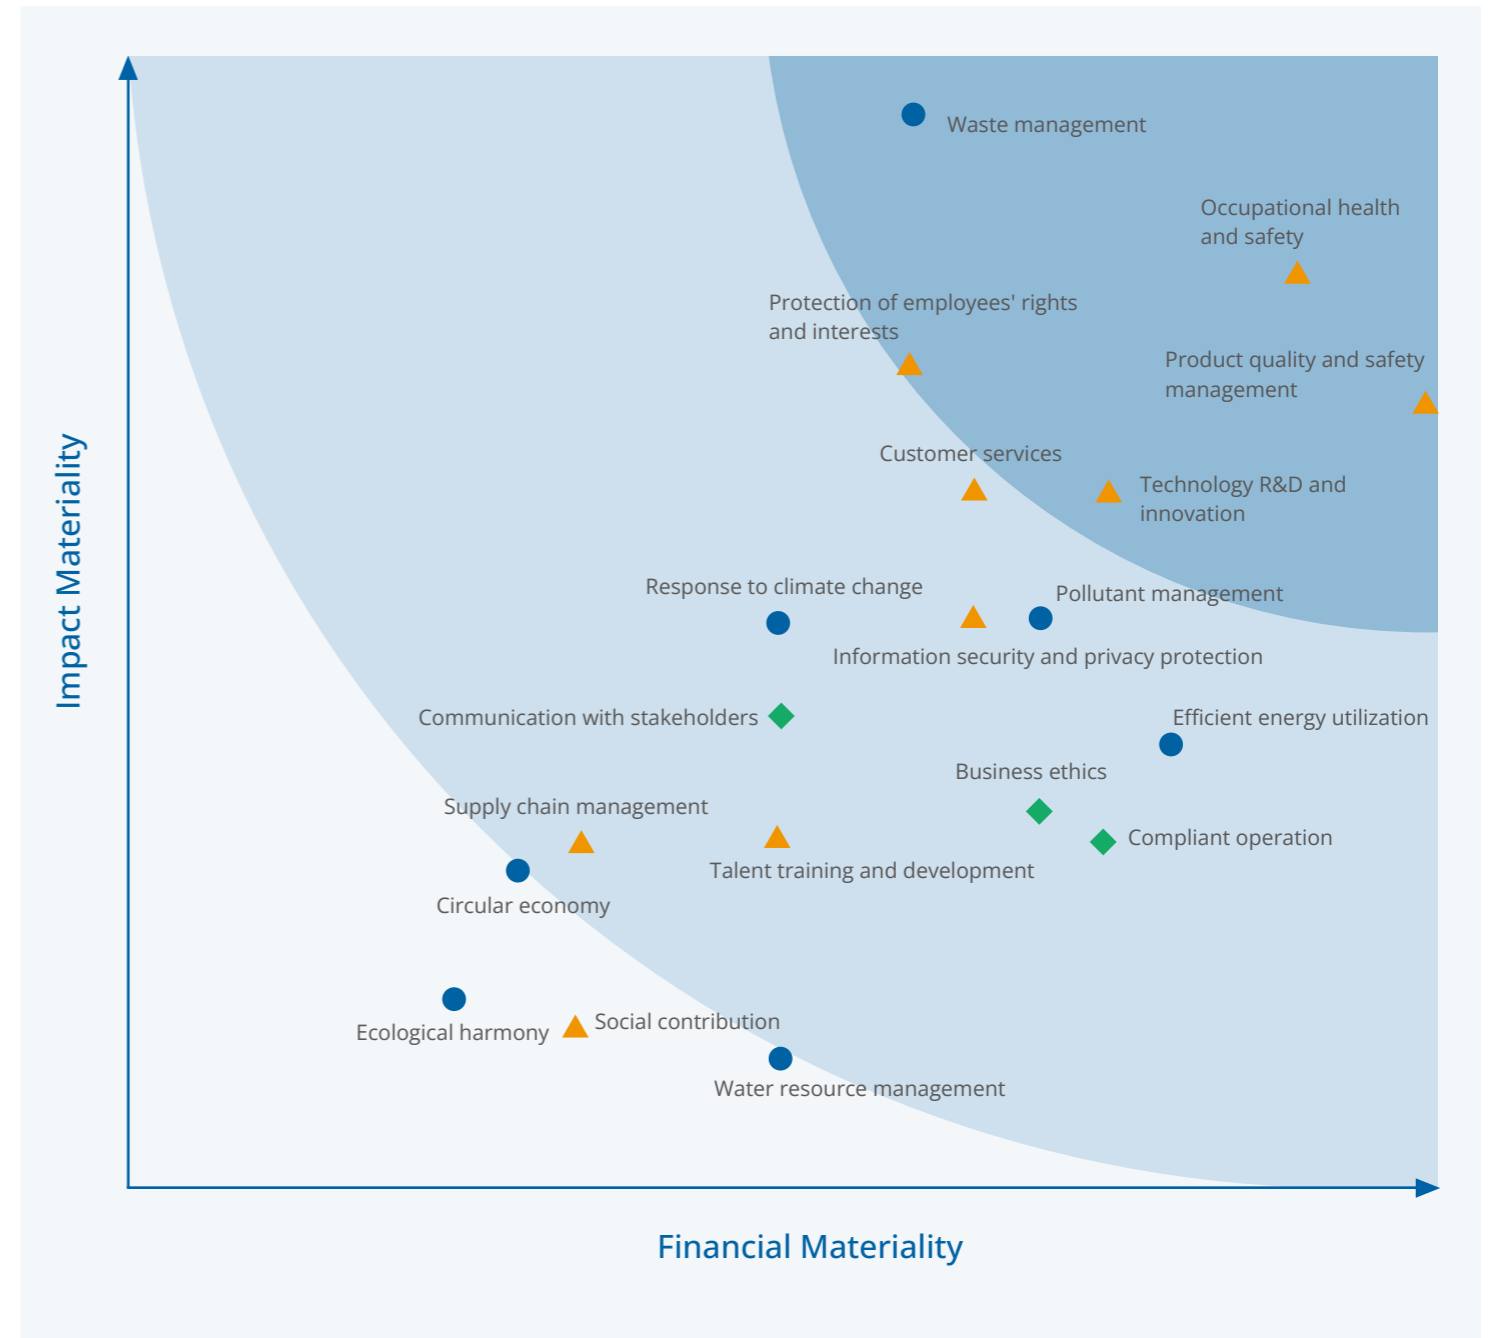 Waste management
Occupational health
and safety
Protection of employees' rights
and interests
Product quality and safety
management
Customer services
Technology R&D and
innovation
Response to climate change
Pollutant management
Information security and privacy protection
Communication with stakeholders
Efficient energy utilization
Business ethics
Supply chain management
Compliant operation
Talent training and development
Circular economy
Social contribution
Ecological harmony
Water resource management
Impact Materiality
Financial Materiality